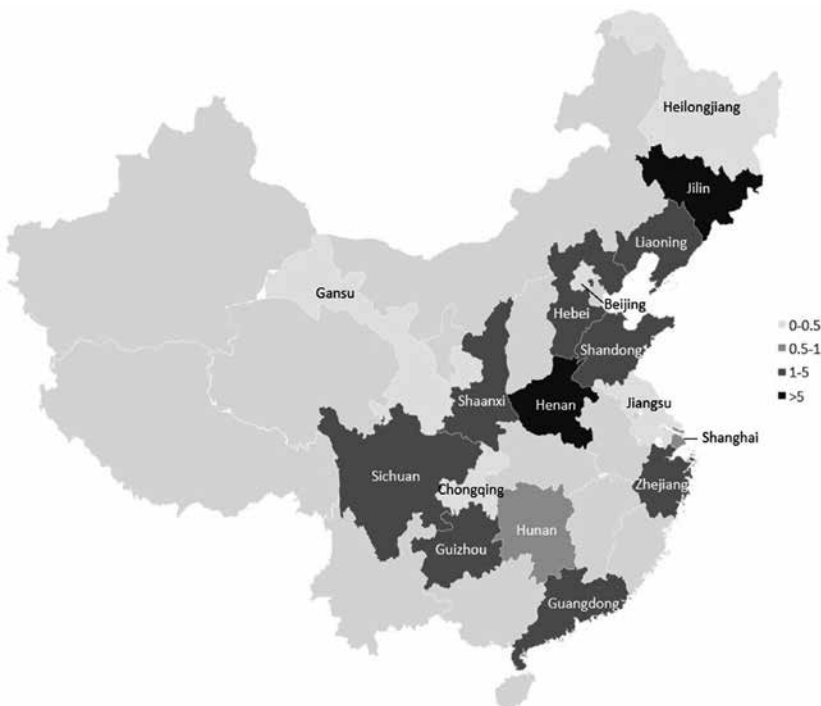 Heilongjiang
Jilin
Liaoning
Gansu
Beijing
Hebei
0-0.5
0.5-1
Shandong
1-5
>5
Shaanxi
Henan
Jiangsu
Shanghai
Sichuan
Chongqing
Zhejiang
Hunan
Guizhou
Guangdong